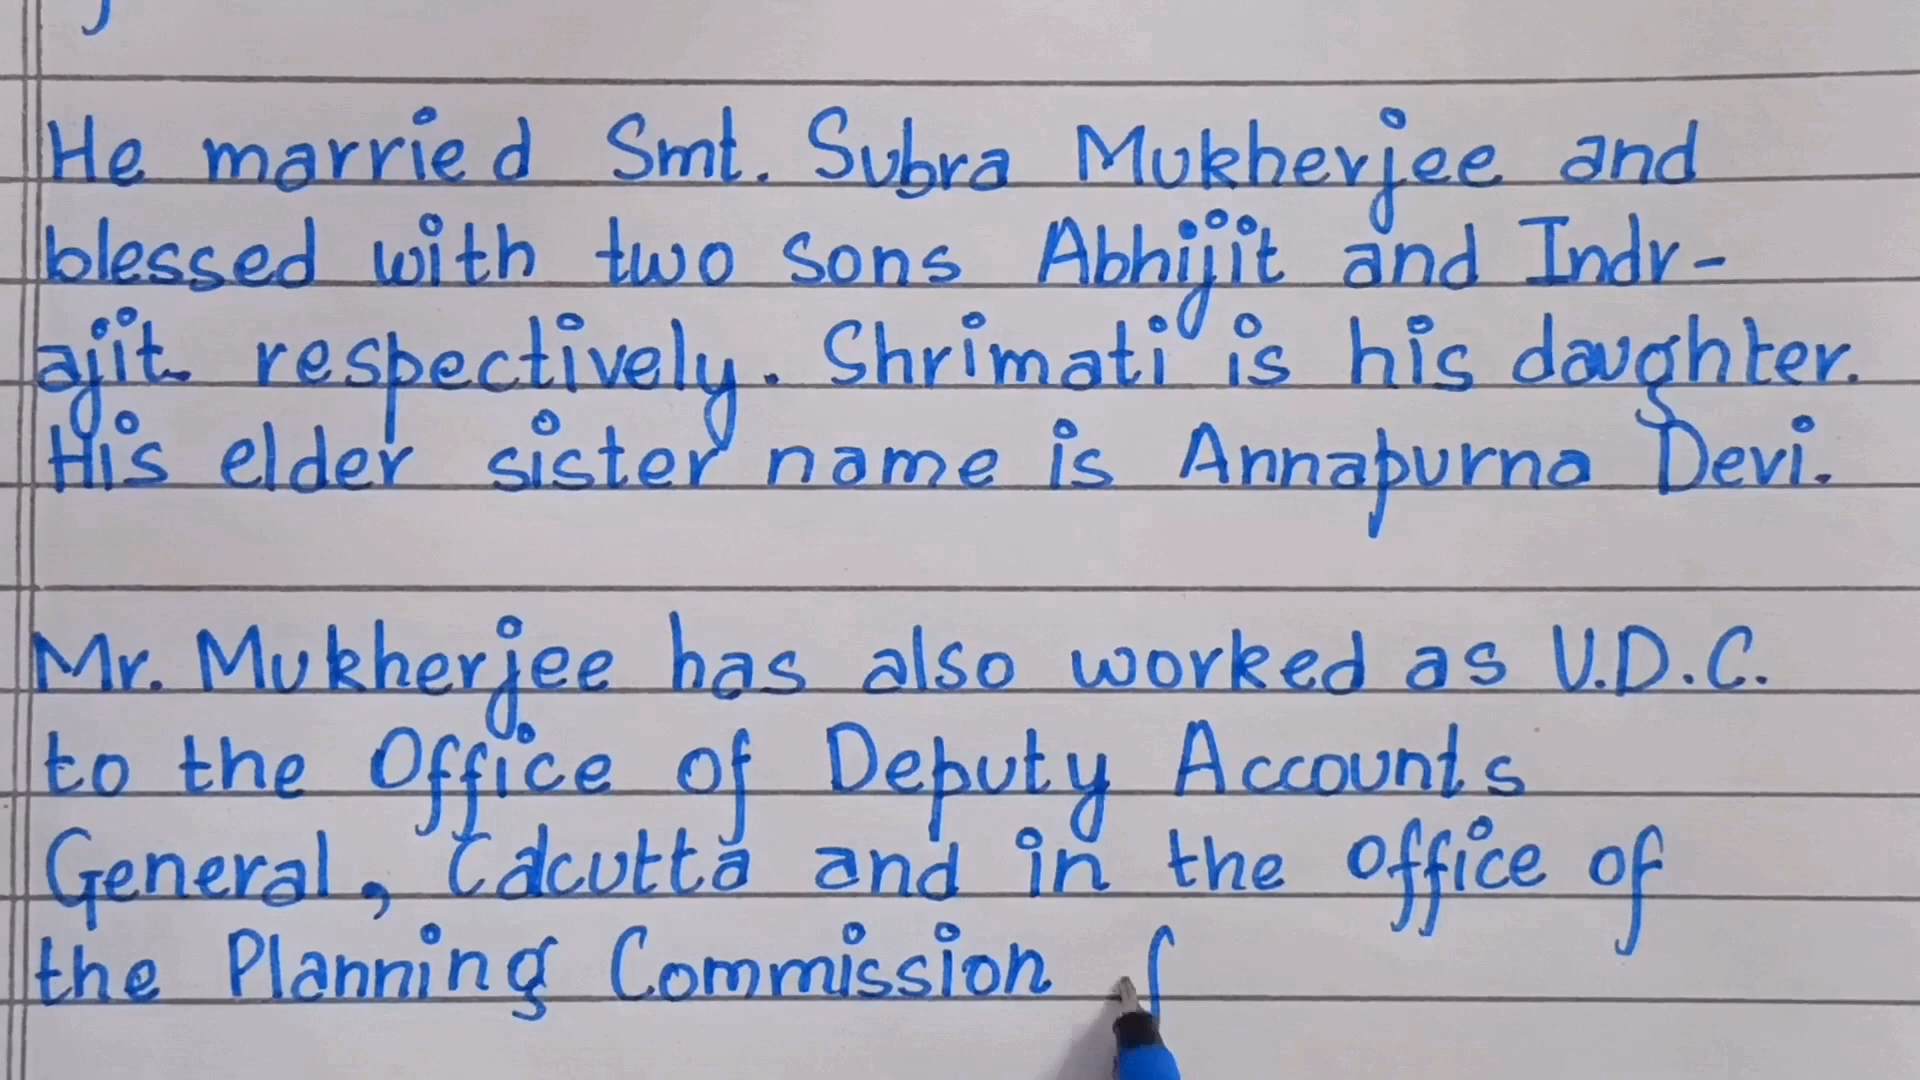 He married Smt. Subra Mukherjee and
blessed with two sons Abhijit and Indr-
ajit respectively. Shrimati is his daughter.
His elder sister name is Annapurna Devi.
Mr. Mukherjee has also worked as U.D.C.
to the Office of Deputy Accounts
General, Calcutta and in the office of
the Planning Commission